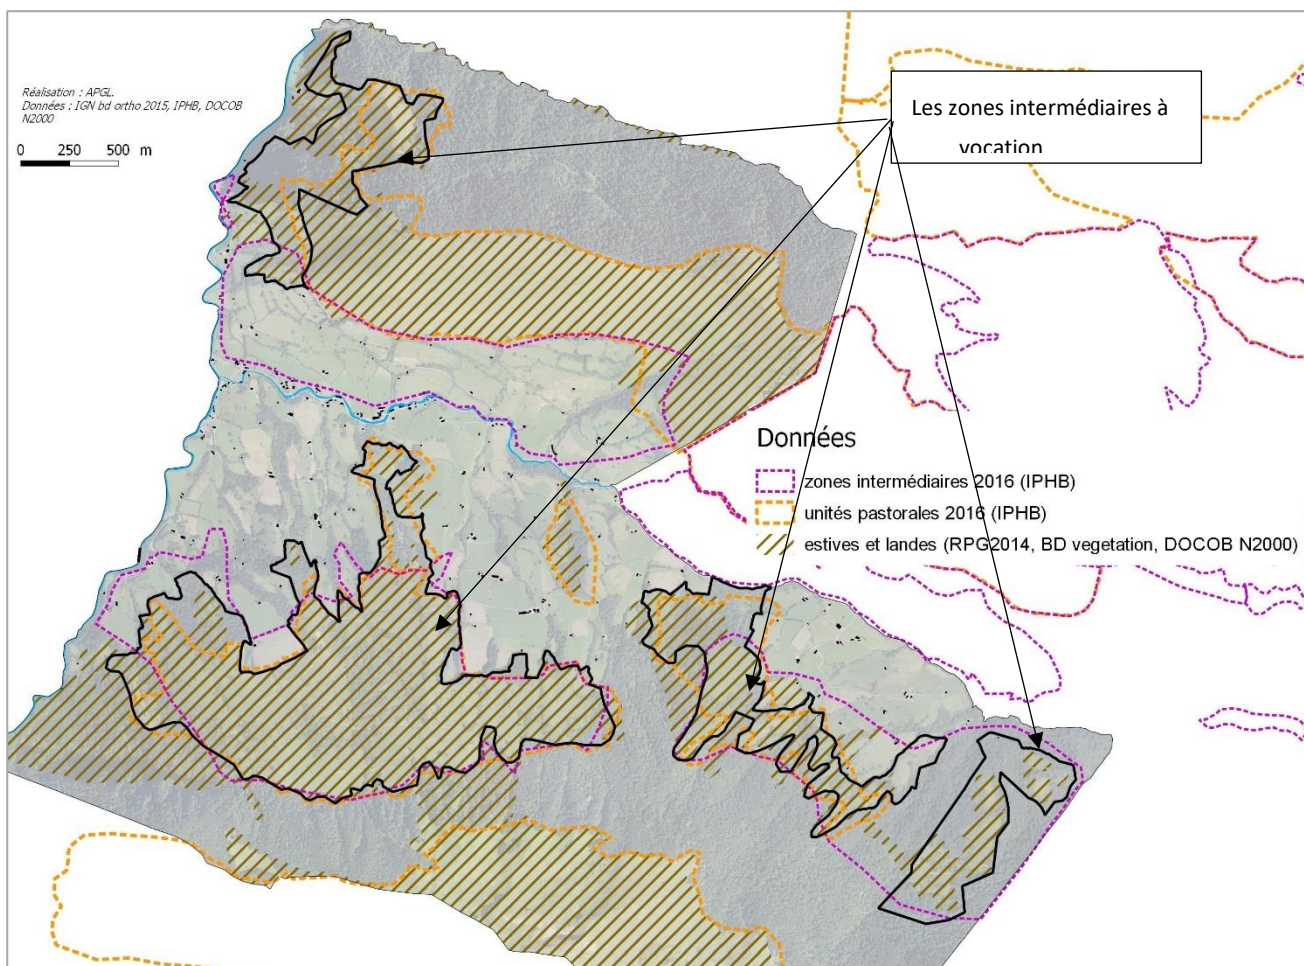 Réalisation : APGL.
Données : IGN bd ortho 2015, IPHB, DOCOB
N2000
0 250 500 m
Les zones intermédiaires à
vocation
Données
zones intermédiaires 2016 (IPHB)
unités pastorales 2016 (IPHB)
estives et landes (RPG2014, BD vegetation, DOCOB N2000)